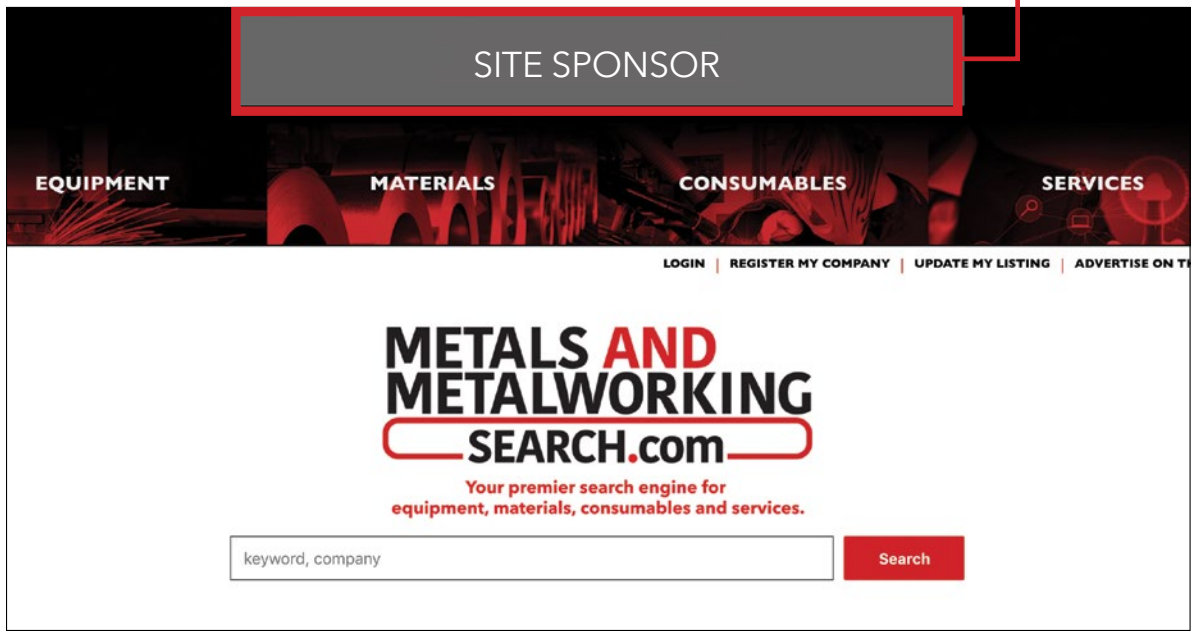 SITE SPONSOR
EQUIPMENT MATERIALS CONSUMABLES SERVICES
LOGIN | REGISTER MY COMPANY | UPDATE MY LISTING | ADVERTISE ON
METALS AND
METALWORKING
SEARCH.com
Your premier search engine for
equipment, materials, consumables and services.
keyword, company Search